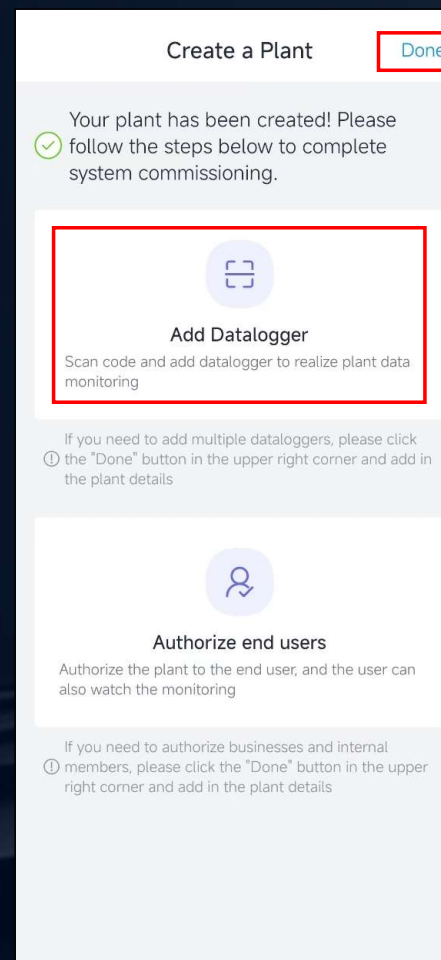 Create a Plant
Done
Your plant has been created! Please
follow the steps below to complete
system commissioning.
Add Datalogger
Scan code and add datalogger to realize plant data
monitoring
If you need to add multiple dataloggers, please click
the "Done" button in the upper right corner and add in
the plant details
Authorize end users
Authorize the plant to the end user, and the user can
also watch the monitoring
If you need to authorize businesses and internal
members, please click the "Done" button in the upper
right corner and add in the plant details